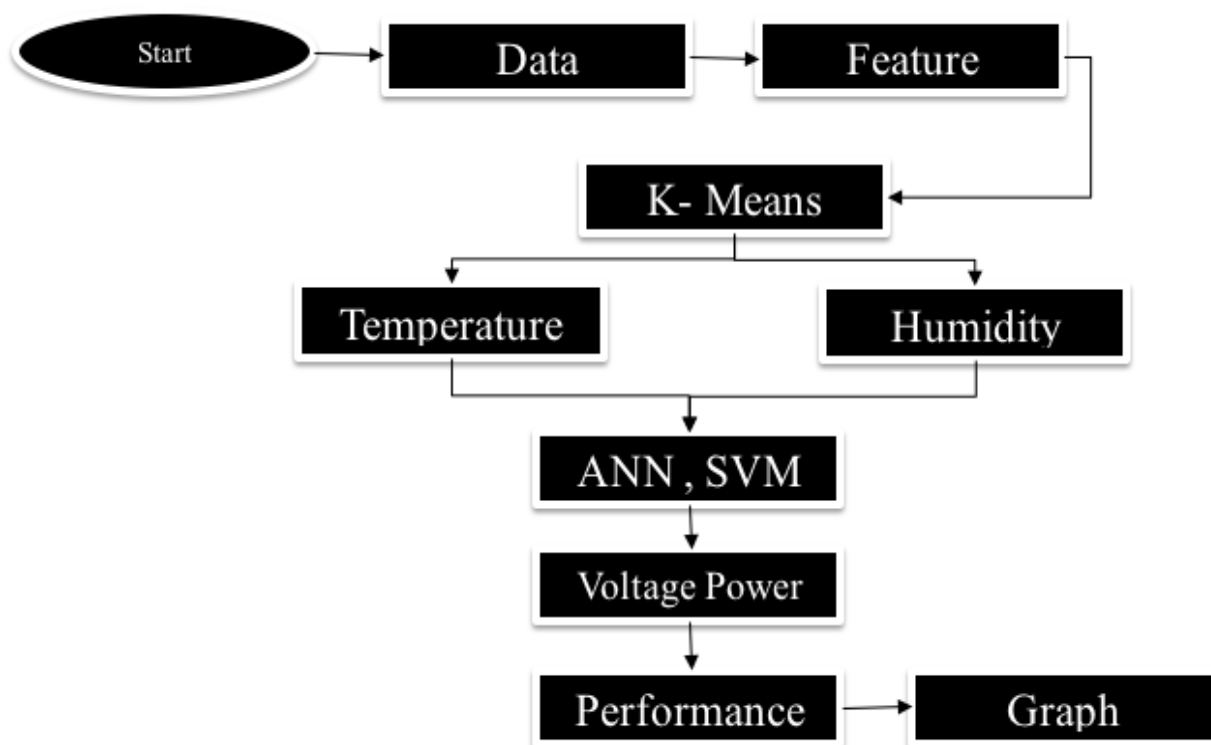 Start
Data
Feature
K- Means
Temperature
Humidity
ANN , SVM
Voltage Power
Performance
Graph